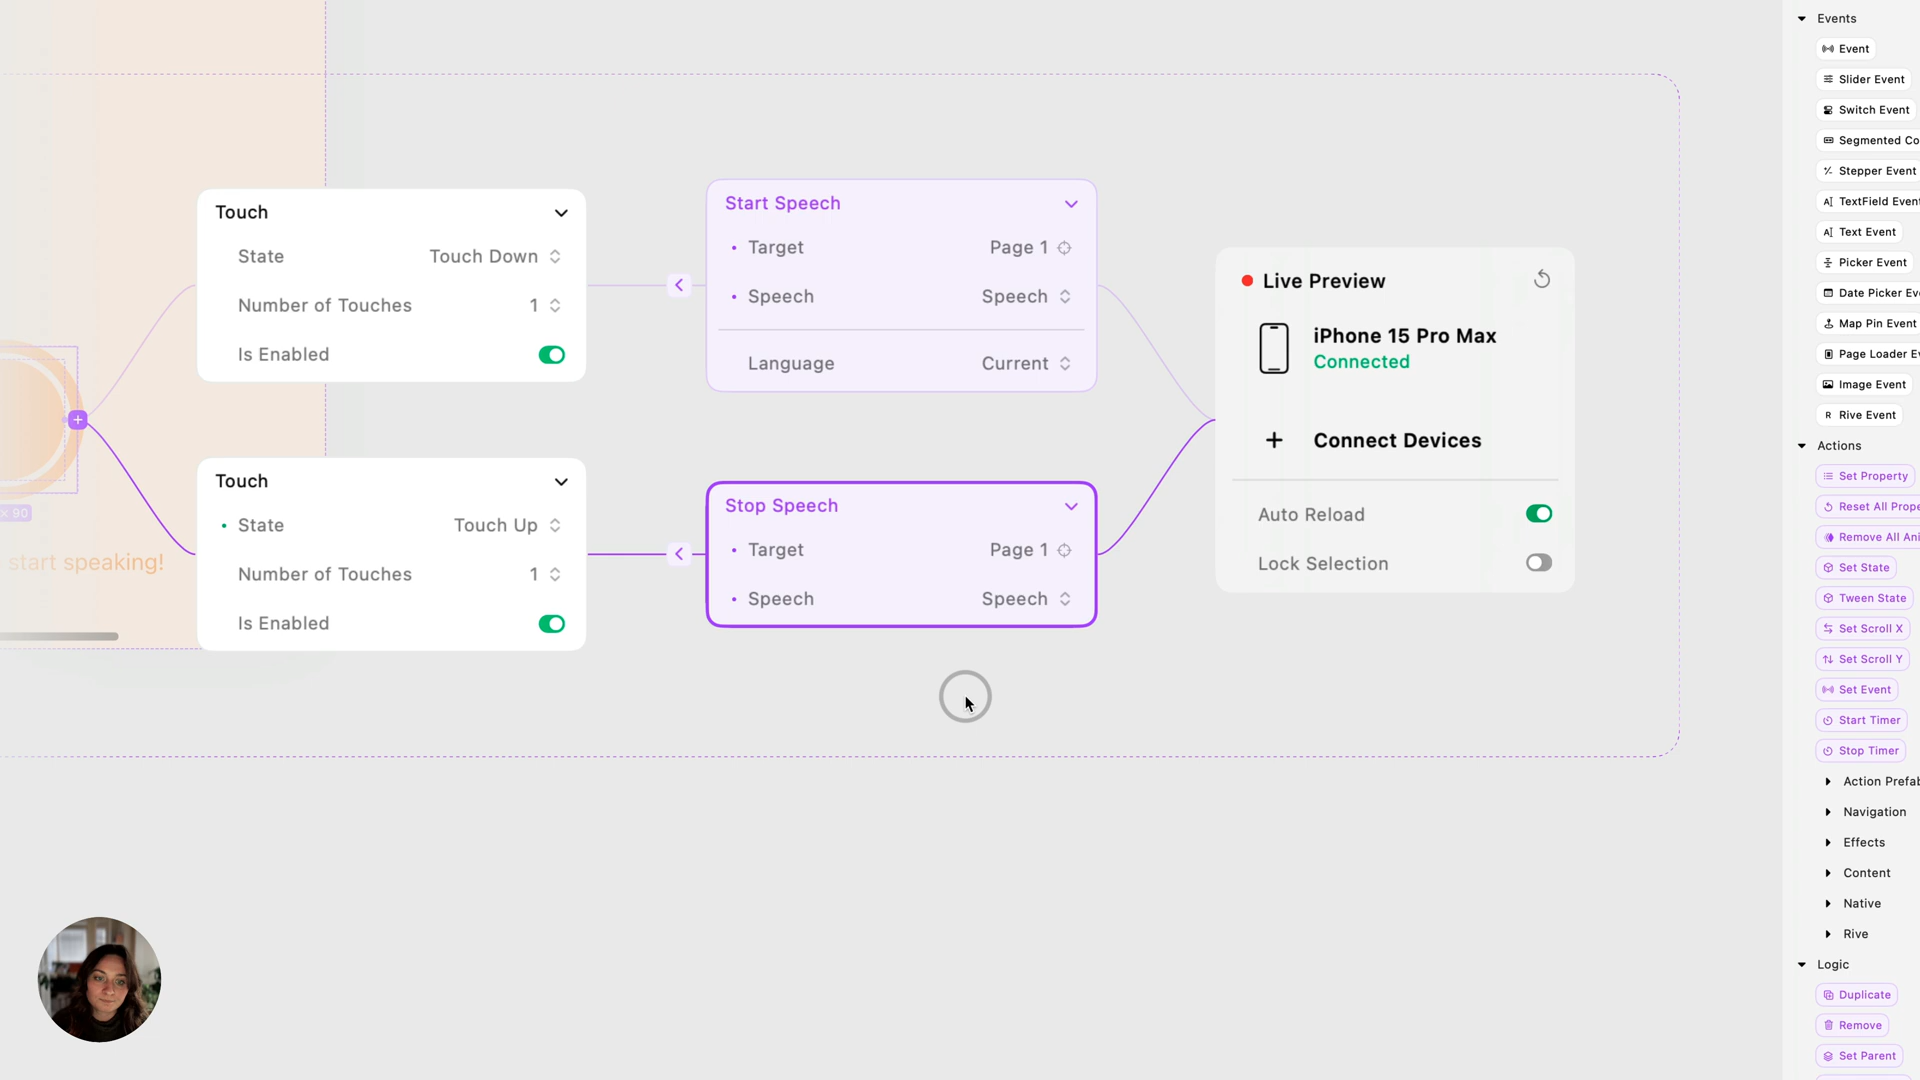 × 90
start speaking!
Touch
State Touch Down
Number of Touches 1
Is Enabled
Touch
State Touch Up
Number of Touches 1
Is Enabled
Start Speech
Target Page 1
Speech Speech
Language Current
Stop Speech
Target Page 1
Speech Speech
Live Preview
iPhone 15 Pro Max
Connected
+ Connect Devices
Auto Reload
Lock Selection
Events
Event
Slider Event
Switch Event
Segmented Co
Stepper Event
TextField Event
Text Event
Picker Event
Date Picker Ev
Map Pin Event
Page Loader Ev
Image Event
R Rive Event
Actions
Set Property
Reset All Prope
Remove All Ani
Set State
Tween State
Set Scroll X
Set Scroll Y
Set Event
Start Timer
Stop Timer
Action Prefab
Navigation
Effects
Content
Native
Rive
Logic
Duplicate
Remove
Set Parent